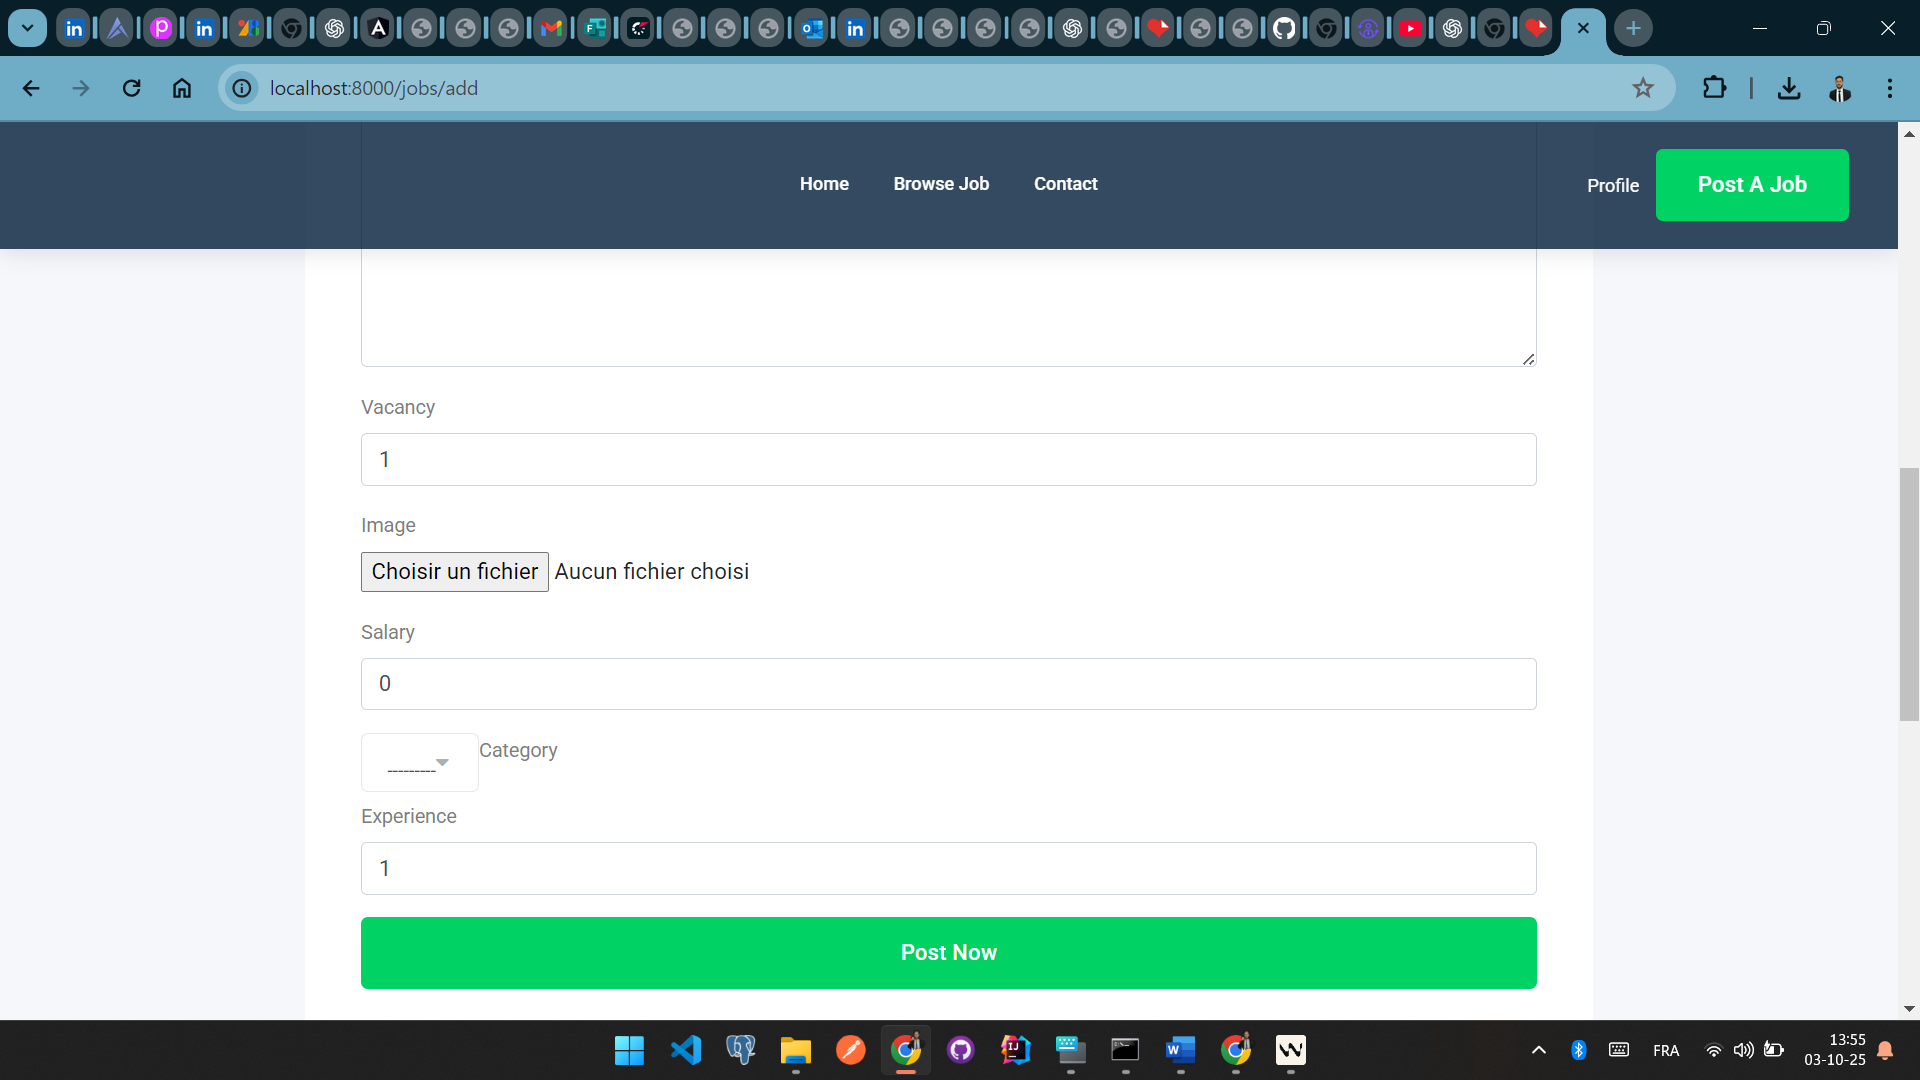 localhost:8000/jobs/add
Home Browse Job Contact Profile Post A Job
Vacancy
1
Image
Choisir un fichier Aucun fichier choisi
Salary
0
--------- Category
Experience
1
Post Now
FRA
13:55
03-10-25